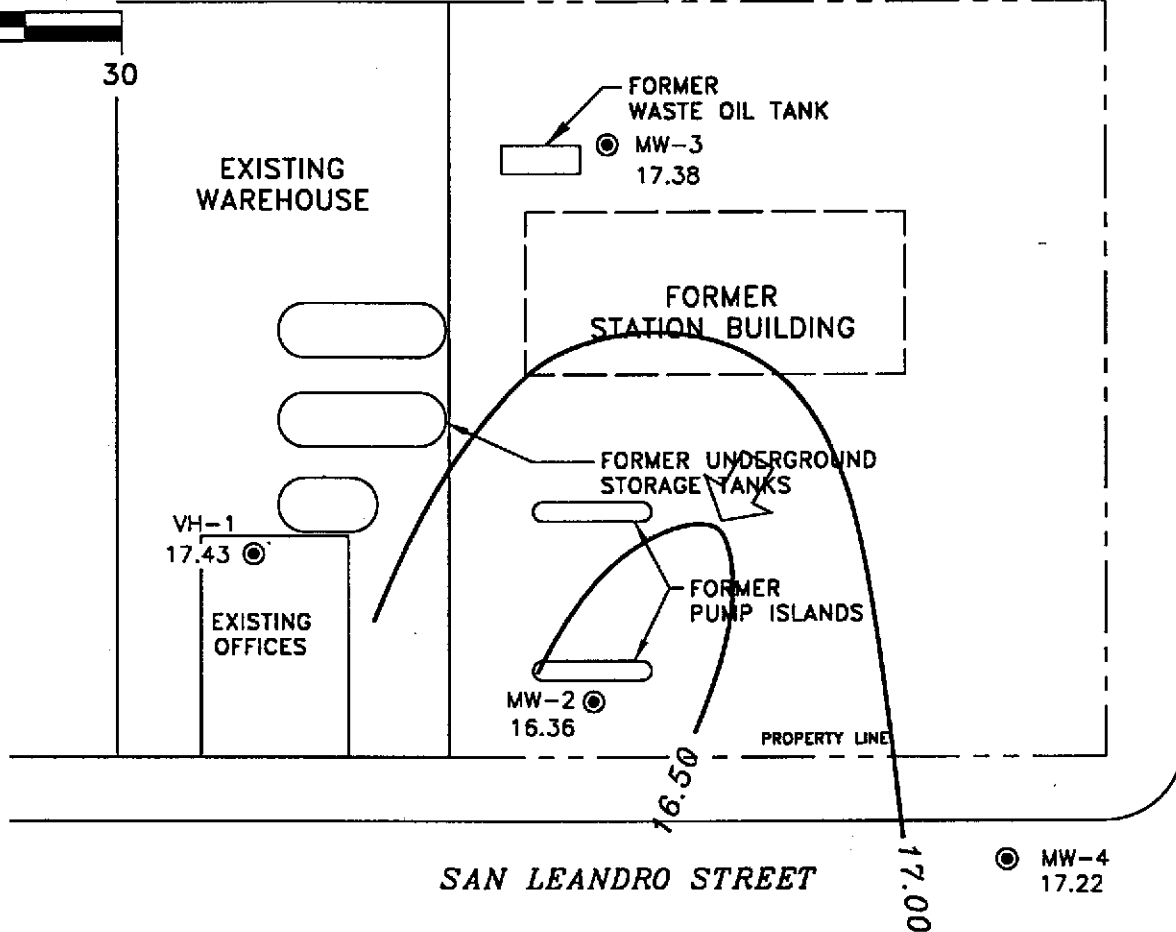 30
FORMER
WASTE OIL TANK
MW-3
17.38
EXISTING
WAREHOUSE
FORMER
STATION BUILDING
FORMER UNDERGROUND
STORAGE TANKS
VH-1
17.43
EXISTING
OFFICES
FORMER
PUMP ISLANDS
MW-2
16.36
PROPERTY LINE
16.50
17.00
SAN LEANDRO STREET
MW-4
17.22